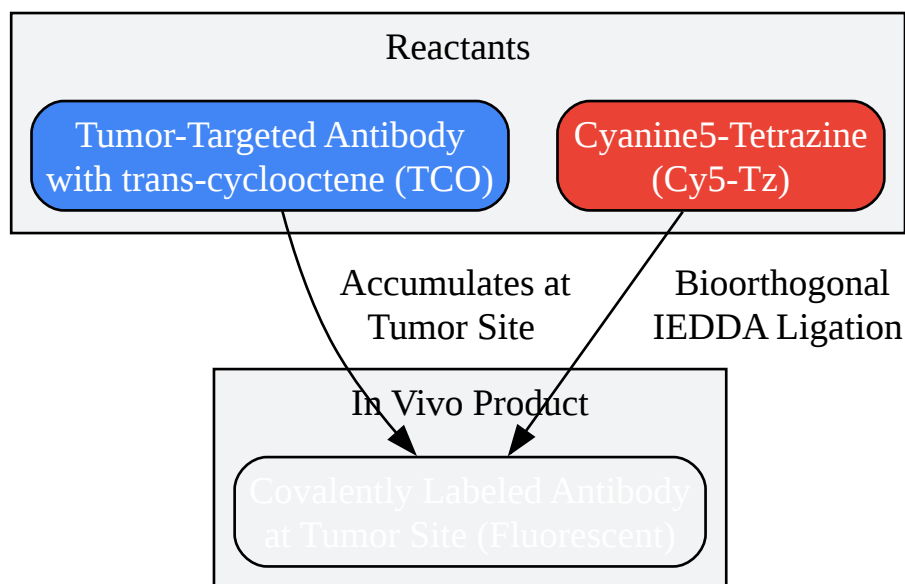 Reactants
Tumor-Targeted Antibody
with trans-cyclooctene (TCO)
Cyanine5-Tetrazine
(Cy5-Tz)
Accumulates at
Tumor Site
Bioorthogonal
IEDDA Ligation
In Vivo Product
Covalently Labeled Antibody
at Tumor Site (Fluorescent)